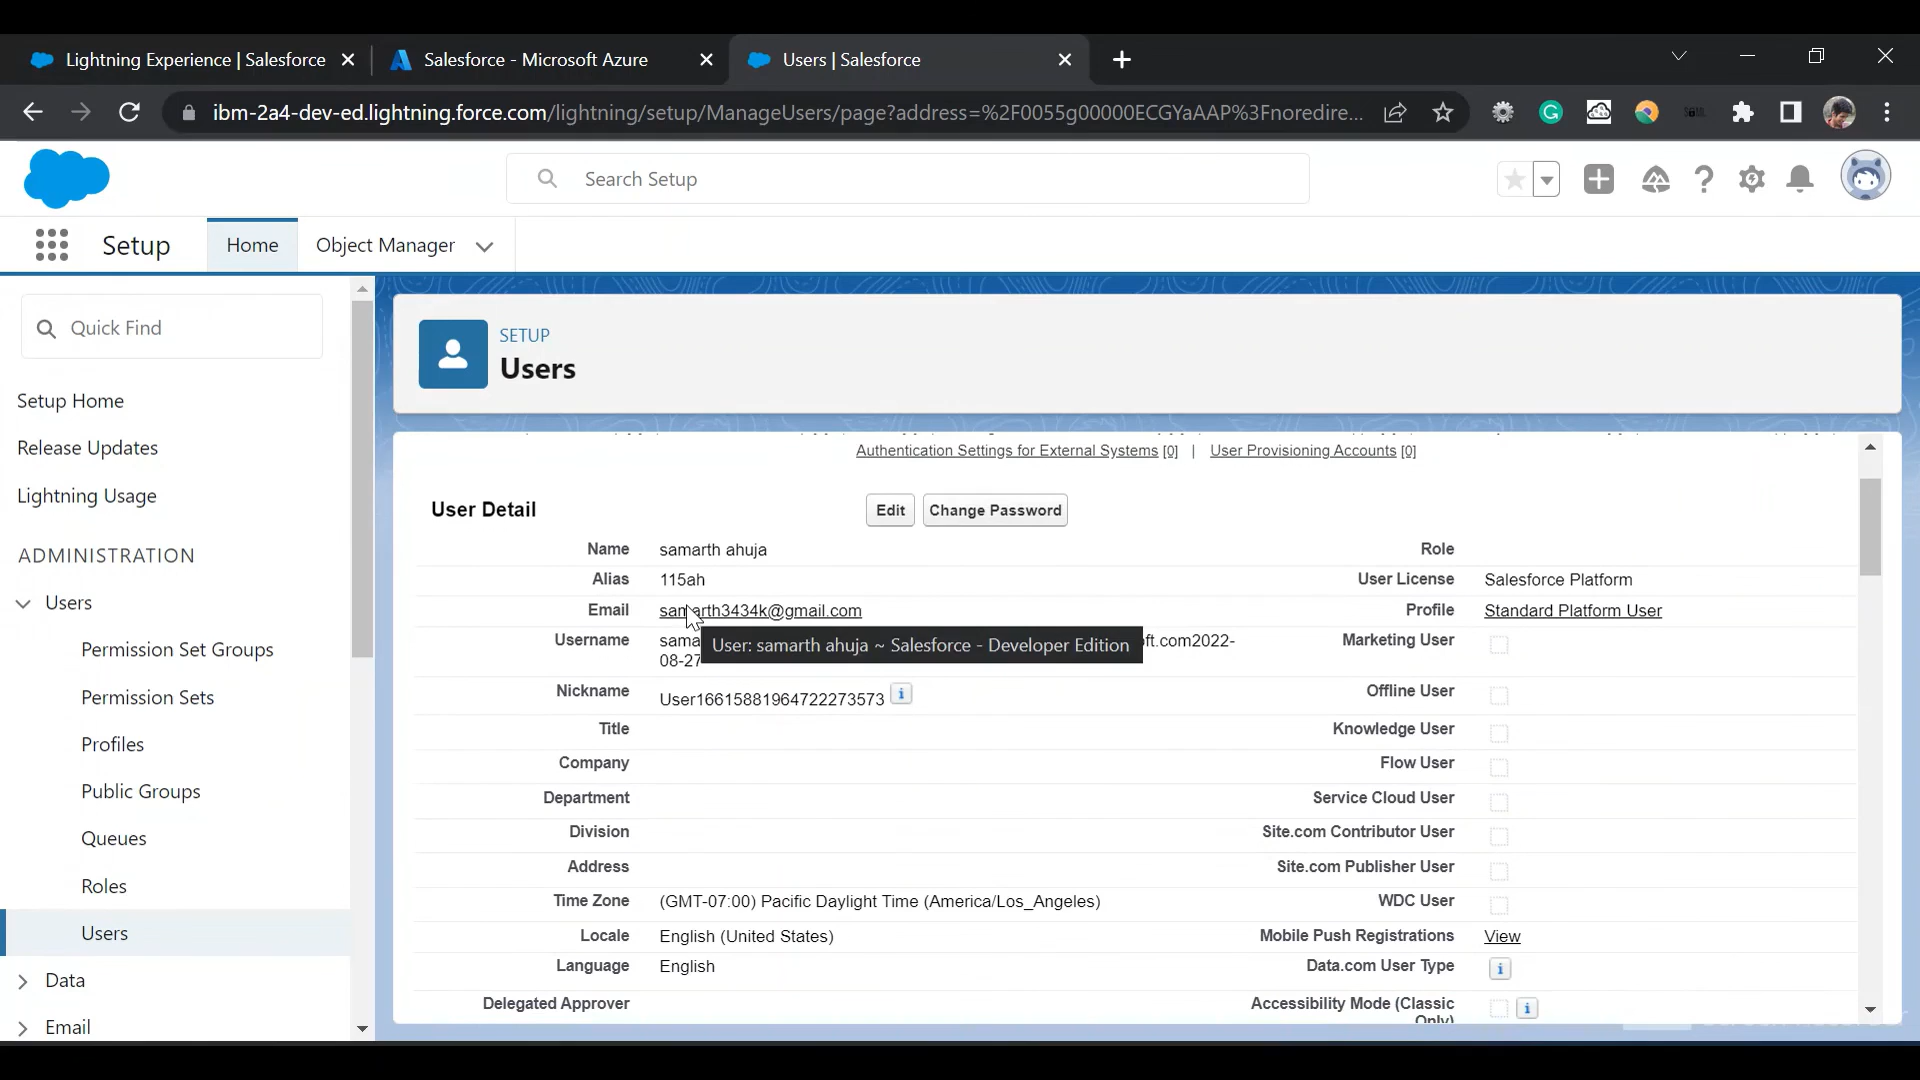 Lightning Experience | Salesforce
Salesforce - Microsoft Azure
Users | Salesforce
ibm-2a4-dev-ed.lightning.force.com/lightning/setup/ManageUsers/page?address=%2F0055g00000ECGYaAAP%3Fnoredire...
Search Setup
Setup
Home
Object Manager
Quick Find
Setup Home
Release Updates
Lightning Usage
ADMINISTRATION
Users
Permission Set Groups
Permission Sets
Profiles
Public Groups
Queues
Roles
Users
Data
Email
SETUP
Users
Authentication Settings for External Systems [0] | User Provisioning Accounts [0]
User Detail
Edit
Change Password
Name samarth ahuja
Role
Alias 115ah
User License Salesforce Platform
Email samarth3434k@gmail.com
Profile Standard Platform User
Username
User: samarth ahuja ~ Salesforce - Developer Edition
08-27
Marketing User
Nickname User16615881964722273573
Offline User
Title
Knowledge User
Company
Flow User
Department
Service Cloud User
Division
Site.com Contributor User
Address
Site.com Publisher User
Time Zone (GMT-07:00) Pacific Daylight Time (America/Los_Angeles)
WDC User
Locale English (United States)
Mobile Push Registrations View
Language English
Data.com User Type
Delegated Approver
Accessibility Mode (Classic
Only)